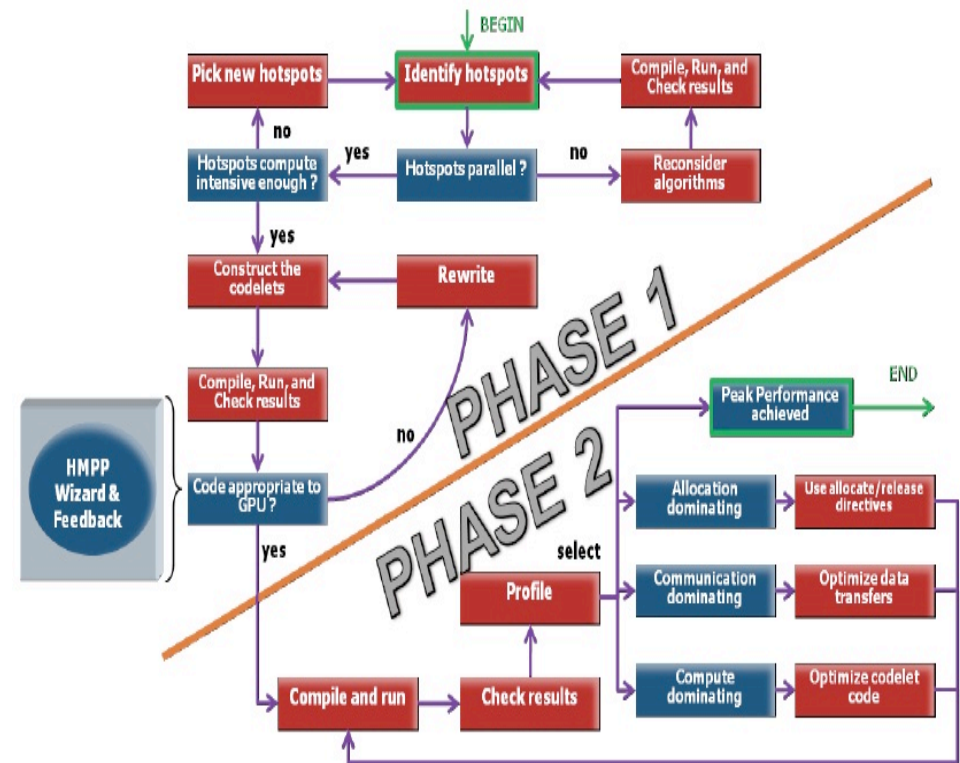 BEGIN
Pick new hotspots
Identify hotspots
Compile, Run, and
Check results
no
yes
no
Hotspots compute
intensive enough ?
Hotspots parallel ?
Reconsider
algorithms
yes
Construct the
codelets
Rewrite
PHASE 1
Compile, Run, and
Check results
no
Peak Performance
achieved
END
HMPP
Wizard &
Feedback
Code appropriate to
GPU ?
PHASE 2
Allocation
dominating
Use allocate/release
directives
yes
select
Profile
Communication
dominating
Optimize data
transfers
Compile and run
Check results
Compute
dominating
Optimize codelet
code